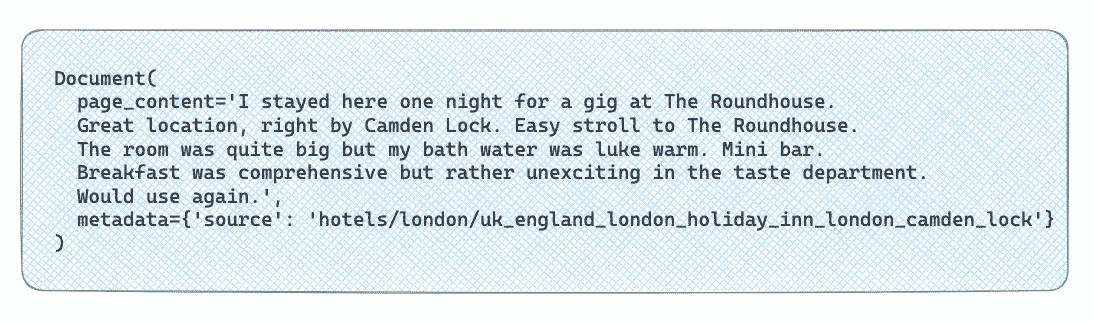 Document(
  page_content='I stayed here one night for a gig at The Roundhouse.
  Great location, right by Camden Lock. Easy stroll to The Roundhouse.
  The room was quite big but my bath water was luke warm. Mini bar.
  Breakfast was comprehensive but rather unexciting in the taste department.
  Would use again.',
  metadata={'source': 'hotels/london/uk_england_london_holiday_inn_london_camden_lock'}
)